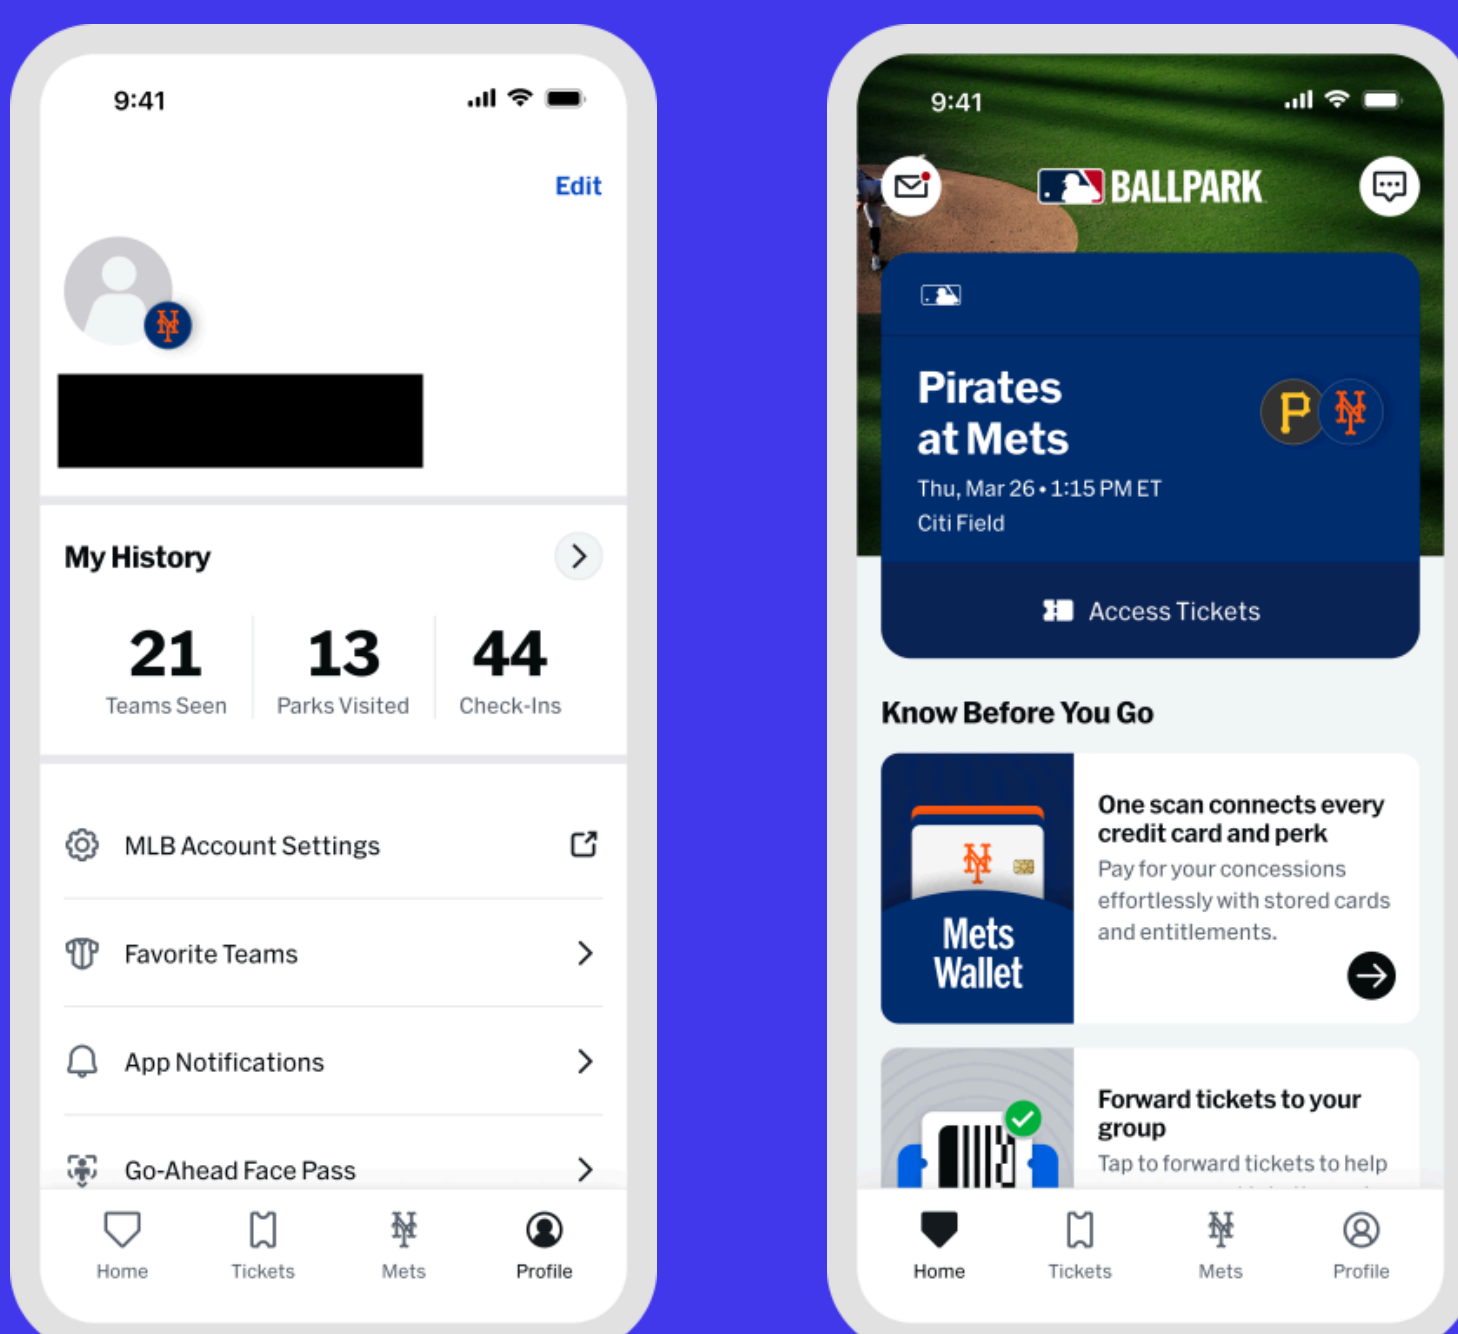 9:41
Edit
My History
21
Teams Seen
13
Parks Visited
44
Check-Ins
MLB Account Settings
Favorite Teams
App Notifications
Go-Ahead Face Pass
Home
Tickets
Mets
Profile
9:41
BALLPARK
Pirates
at Mets
P
NY
Thu, Mar 26 • 1:15 PM ET
Citi Field
Access Tickets
Know Before You Go
Mets
Wallet
One scan connects every
credit card and perk
Pay for your concessions
effortlessly with stored cards
and entitlements.
Forward tickets to your
group
Tap to forward tickets to help
Home
Tickets
Mets
Profile